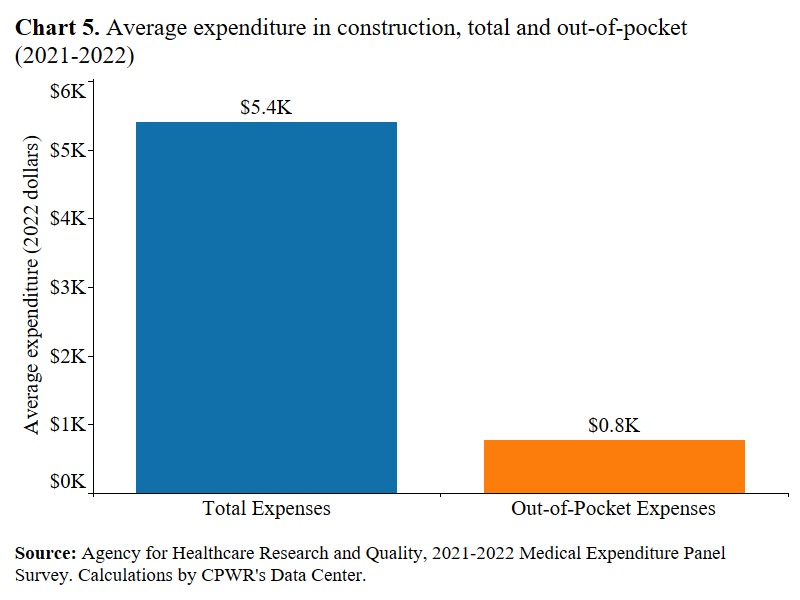 Chart 5. Average expenditure in construction, total and out-of-pocket
(2021-2022)
Average expenditure (2022 dollars)
$6K
$5K
$4K
$3K
$2K
$1K
$0K
$5.4K
$0.8K
Total Expenses
Out-of-Pocket Expenses
Source: Agency for Healthcare Research and Quality, 2021-2022 Medical Expenditure Panel
Survey. Calculations by CPWR's Data Center.